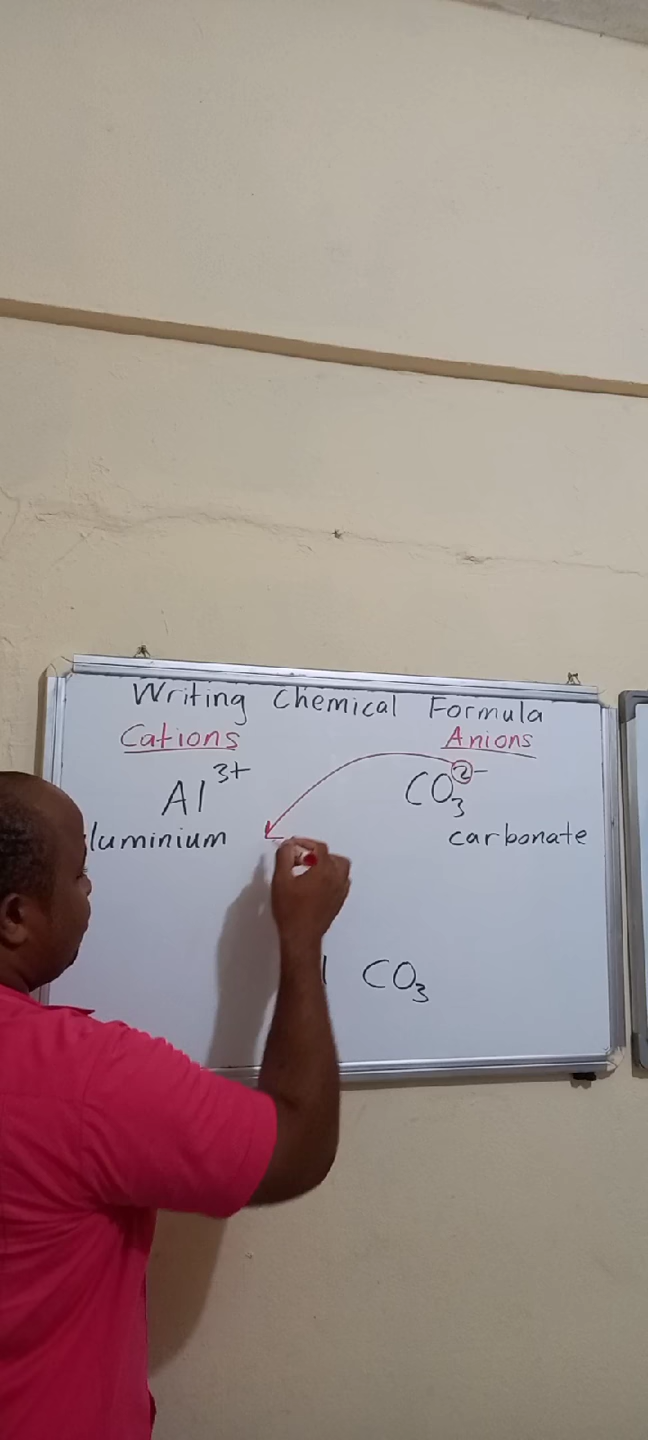 Writing Chemical Formula
Cations Anions
Al³⁺ CO₃²⁻
luminium carbonate
l CO₃